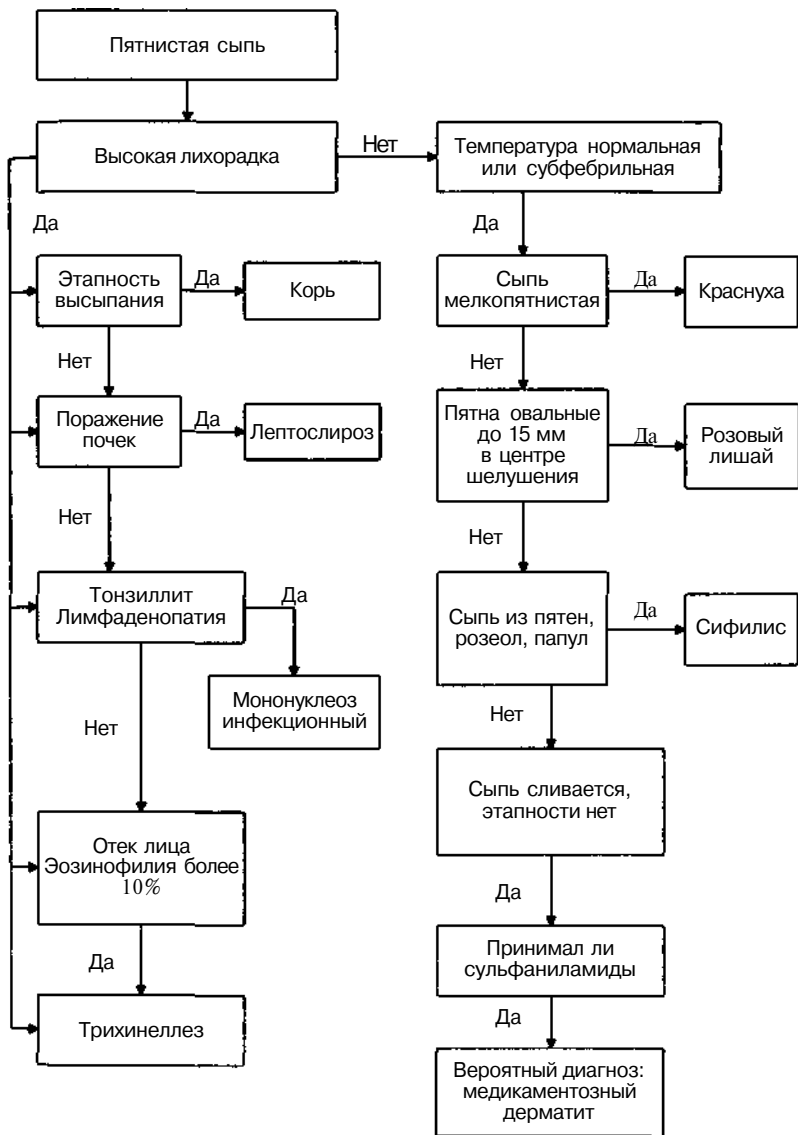 Пятнистая сыпь
Высокая лихорадка
Нет
Температура нормальная
или субфебрильная
Да
Да
Этапность
высыпания
Да
Корь
Сыпь
мелкопятнистая
Да
Краснуха
Нет
Нет
Поражение
почек
Да
Лептослироз
Пятна овальные
до 15 мм
в центре
шелушения
Да
Розовый
лишай
Нет
Нет
Тонзиллит
Лимфаденопатия
Да
Сыпь из пятен,
розеол, папул
Да
Сифилис
Мононуклеоз
инфекционный
Нет
Нет
Сыпь сливается,
этапности нет
Отек лица
Эозинофилия более
10%
Да
Да
Принимал ли
сульфаниламиды
Трихинеллез
Да
Вероятный диагноз:
медикаментозный
дерматит